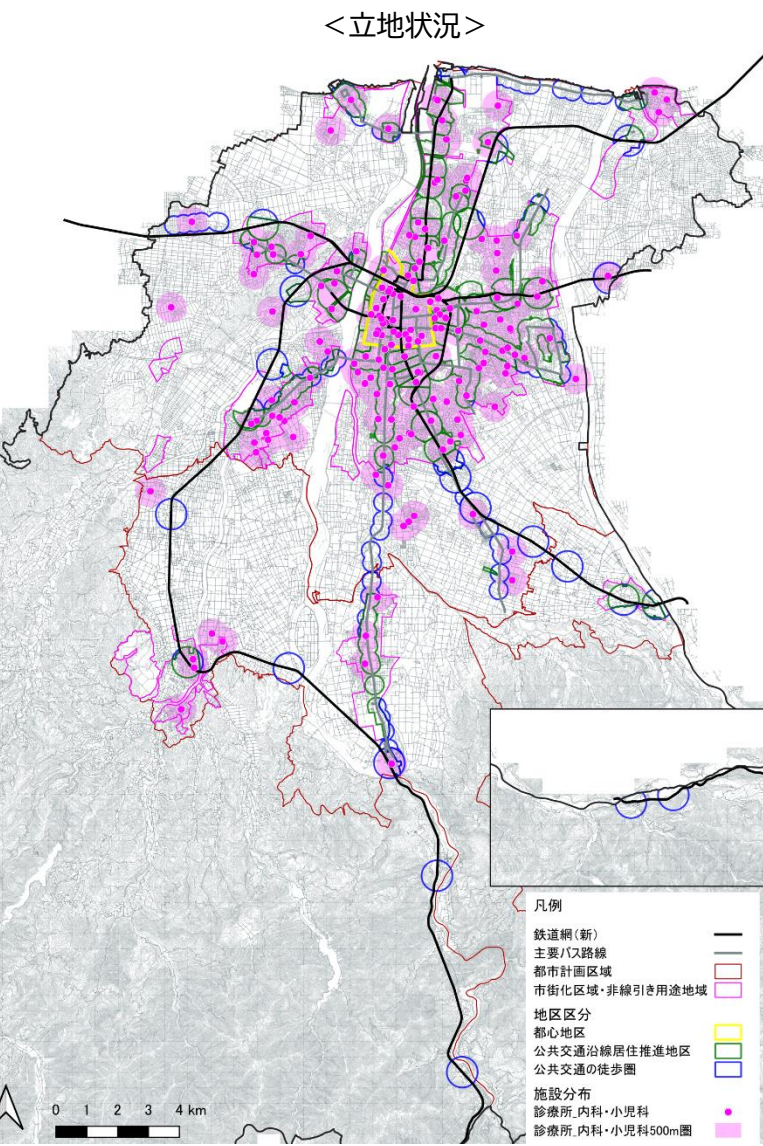 ＜立地状況＞
凡例
鉄道網(新)
主要バス路線
都市計画区域
市街化区域・非線引き用途地域
地区区分
都心地区
公共交通沿線居住推進地区
公共交通の徒歩圏
施設分布
診療所_内科・小児科
診療所_内科・小児科500m圏
0 1 2 3 4 km